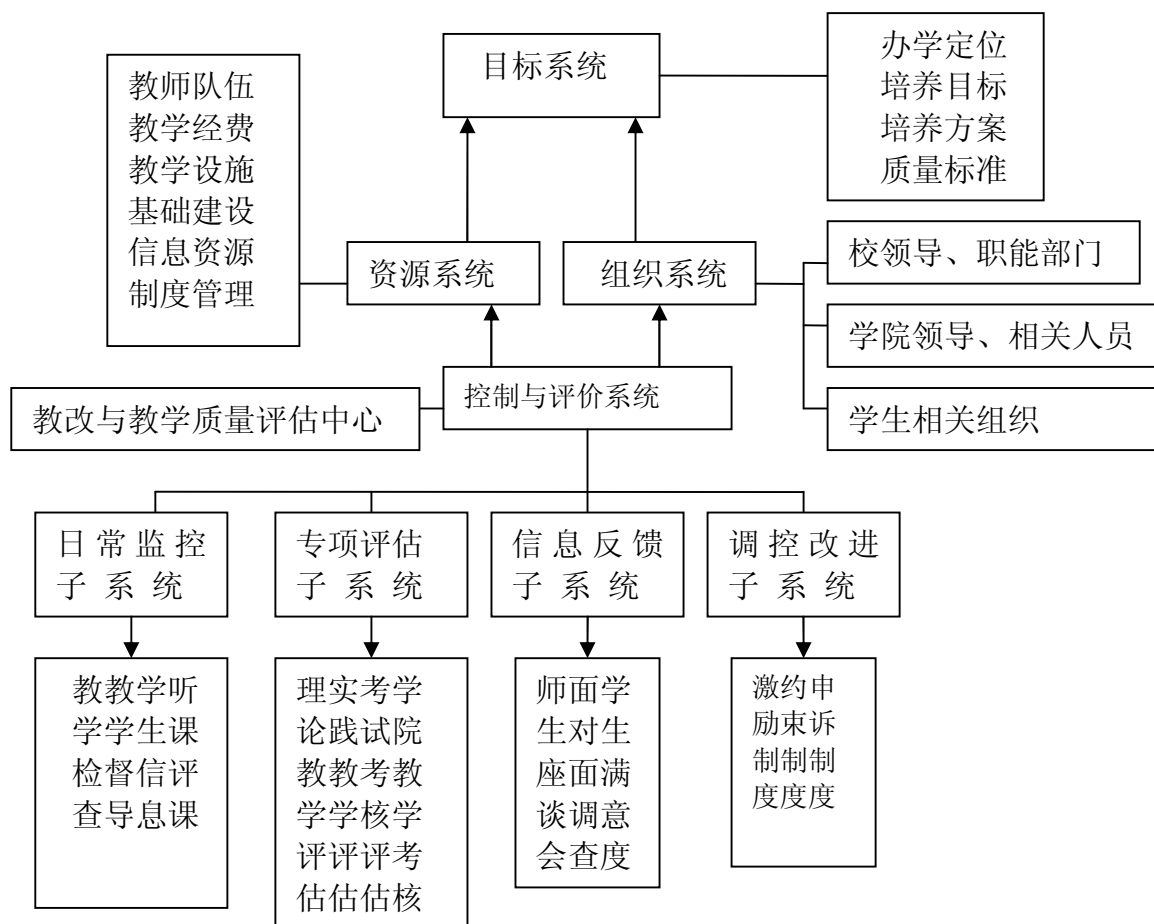 目标系统
办学定位
培养目标
培养方案
质量标准
教师队伍
教学经费
教学设施
基础建设
信息资源
制度管理
资源系统
组织系统
校领导、职能部门
学院领导、相关人员
学生相关组织
控制与评价系统
教改与教学质量评估中心
日常监控
子系统
专项评估
子系统
信息反馈
子系统
调控改进
子系统
教学检查
教学督导
学生信息
听课评课
理论教学评估
实践教学评估
考试考核评估
学院教学考核
师生座谈会
面对面调查
学生满意度
激励制度
约束制度
申诉制度